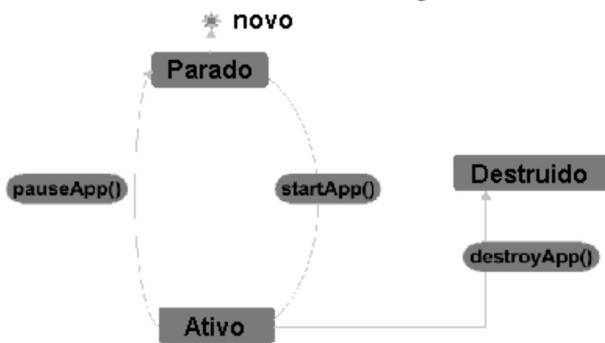 novo
Parado
pauseApp()
startApp()
Destruido
destroyApp()
Ativo